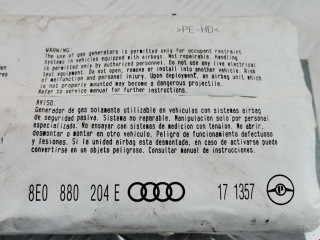 >PE-HD<
WARNING:
The use of gas generators is permitted only for occupant restraint
systems in vehicles equipped with airbags. Not repairable. Handling
only permitted by authorized personnel. Do not use any live electrical
test equipment. Do not open, remove or install into another vehicle. Risk
of malfunction and personal injury. Upon deployment, an airbag unit which
is not properly mounted may become a dangerous projectile.
Refer to service manual for further instructions.
AVISO:
Generador de gas solamente utilizable en vehículos con sistemas airbag
de seguridad pasiva. No reparable. Manipulación solo por personal
especializado. No ensayar con sistemas de medición con tensión. No abrir,
desmontar o montar en otro vehículo. Peligro de funcionamiento defectuoso
y lesiones. Si la unidad airbag esta desmontada, en caso de activarse puede
convertirse en un objeto peligroso. Consultar manual de instrucciones.
8E0 880 204 E 17 1357 P